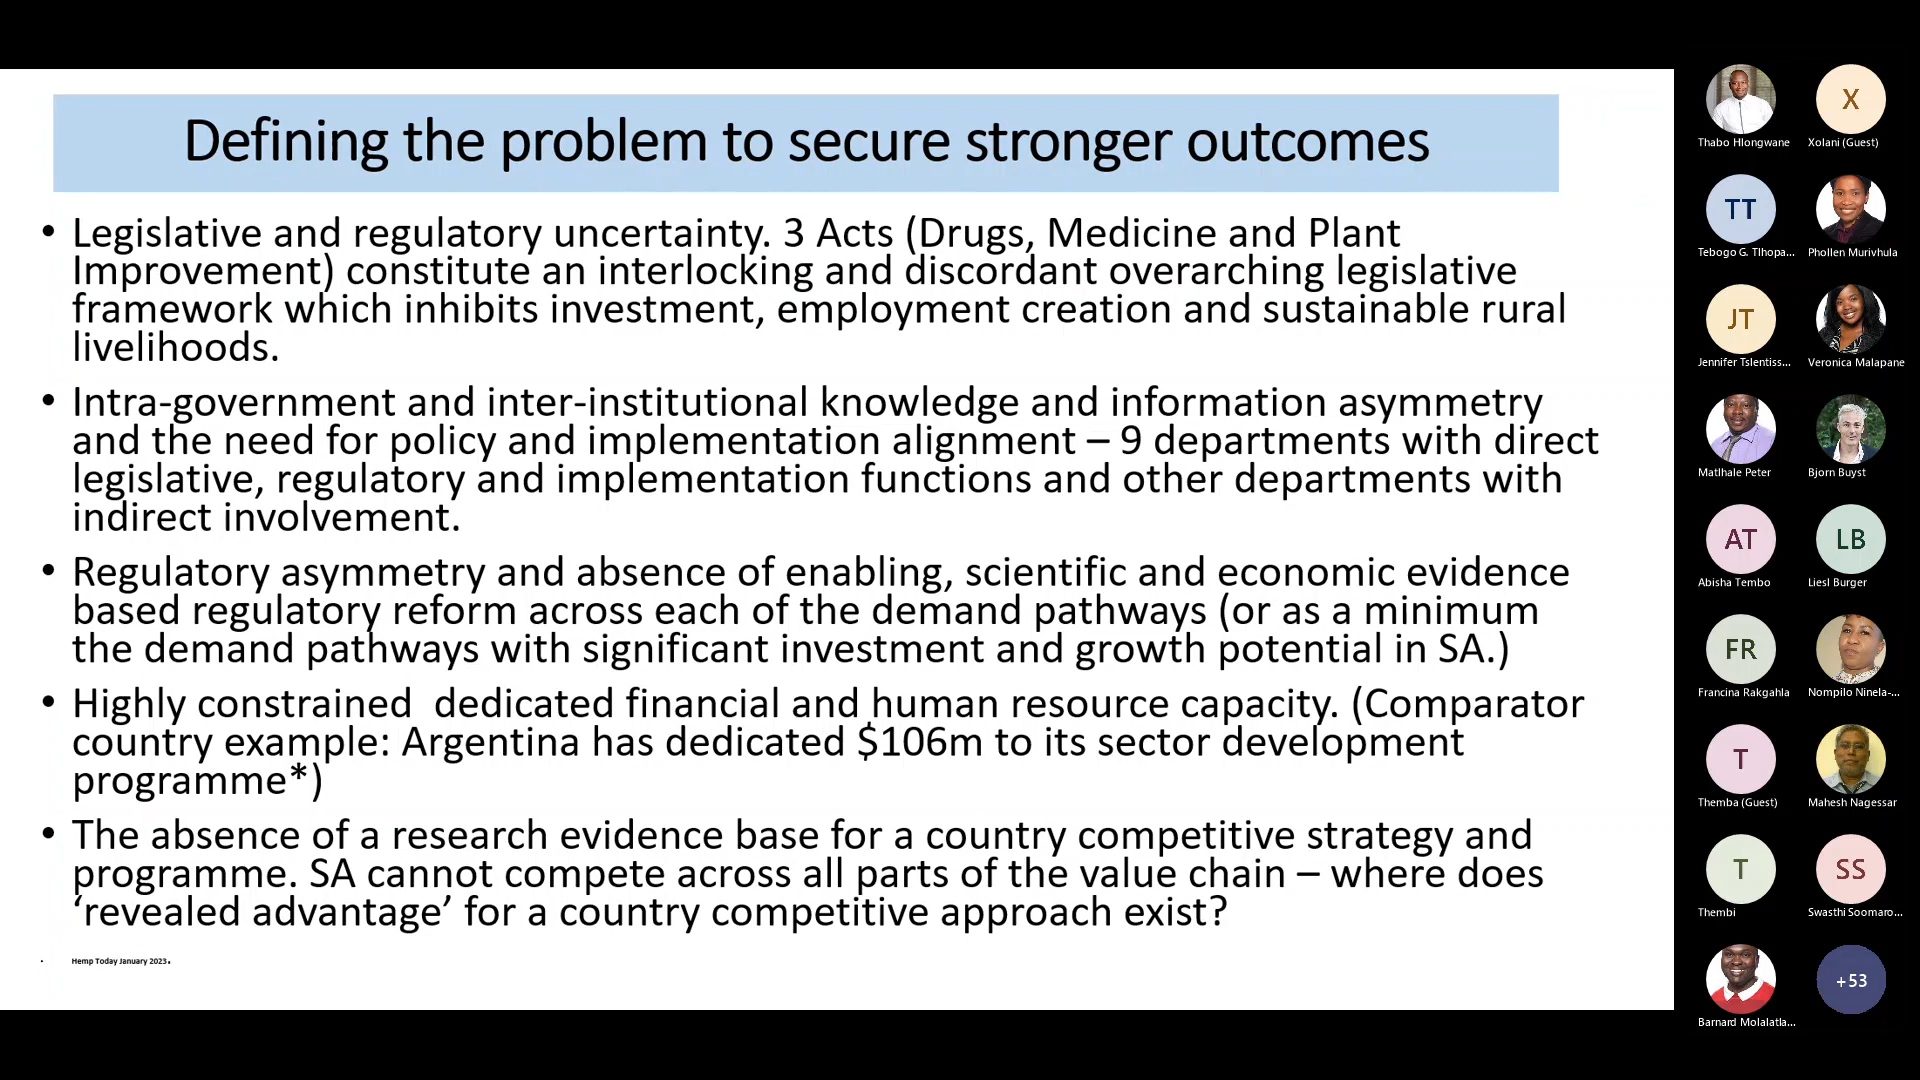 Defining the problem to secure stronger outcomes
• Legislative and regulatory uncertainty. 3 Acts (Drugs, Medicine and Plant
Improvement) constitute an interlocking and discordant overarching legislative
framework which inhibits investment, employment creation and sustainable rural
livelihoods.
• Intra-government and inter-institutional knowledge and information asymmetry
and the need for policy and implementation alignment – 9 departments with direct
legislative, regulatory and implementation functions and other departments with
indirect involvement.
• Regulatory asymmetry and absence of enabling, scientific and economic evidence
based regulatory reform across each of the demand pathways (or as a minimum
the demand pathways with significant investment and growth potential in SA.)
• Highly constrained  dedicated financial and human resource capacity. (Comparator
country example: Argentina has dedicated $106m to its sector development
programme*)
• The absence of a research evidence base for a country competitive strategy and
programme. SA cannot compete across all parts of the value chain – where does
‘revealed advantage’ for a country competitive approach exist?
• Hemp Today January 2023.
Thabo Hlongwane
X
Xolani (Guest)
TT
Tebogo G. Tlhopa...
Phollen Murivhula
JT
Jennifer Tslentiss...
Veronica Malapane
Matlhale Peter
Bjorn Buyst
AT
Abisha Tembo
LB
Liesl Burger
FR
Francina Rakgahla
Nompilo Ninela-...
T
Themba (Guest)
Mahesh Nagessar
T
Thembi
SS
Swasthi Soomaro...
Barnard Molalatla...
+53